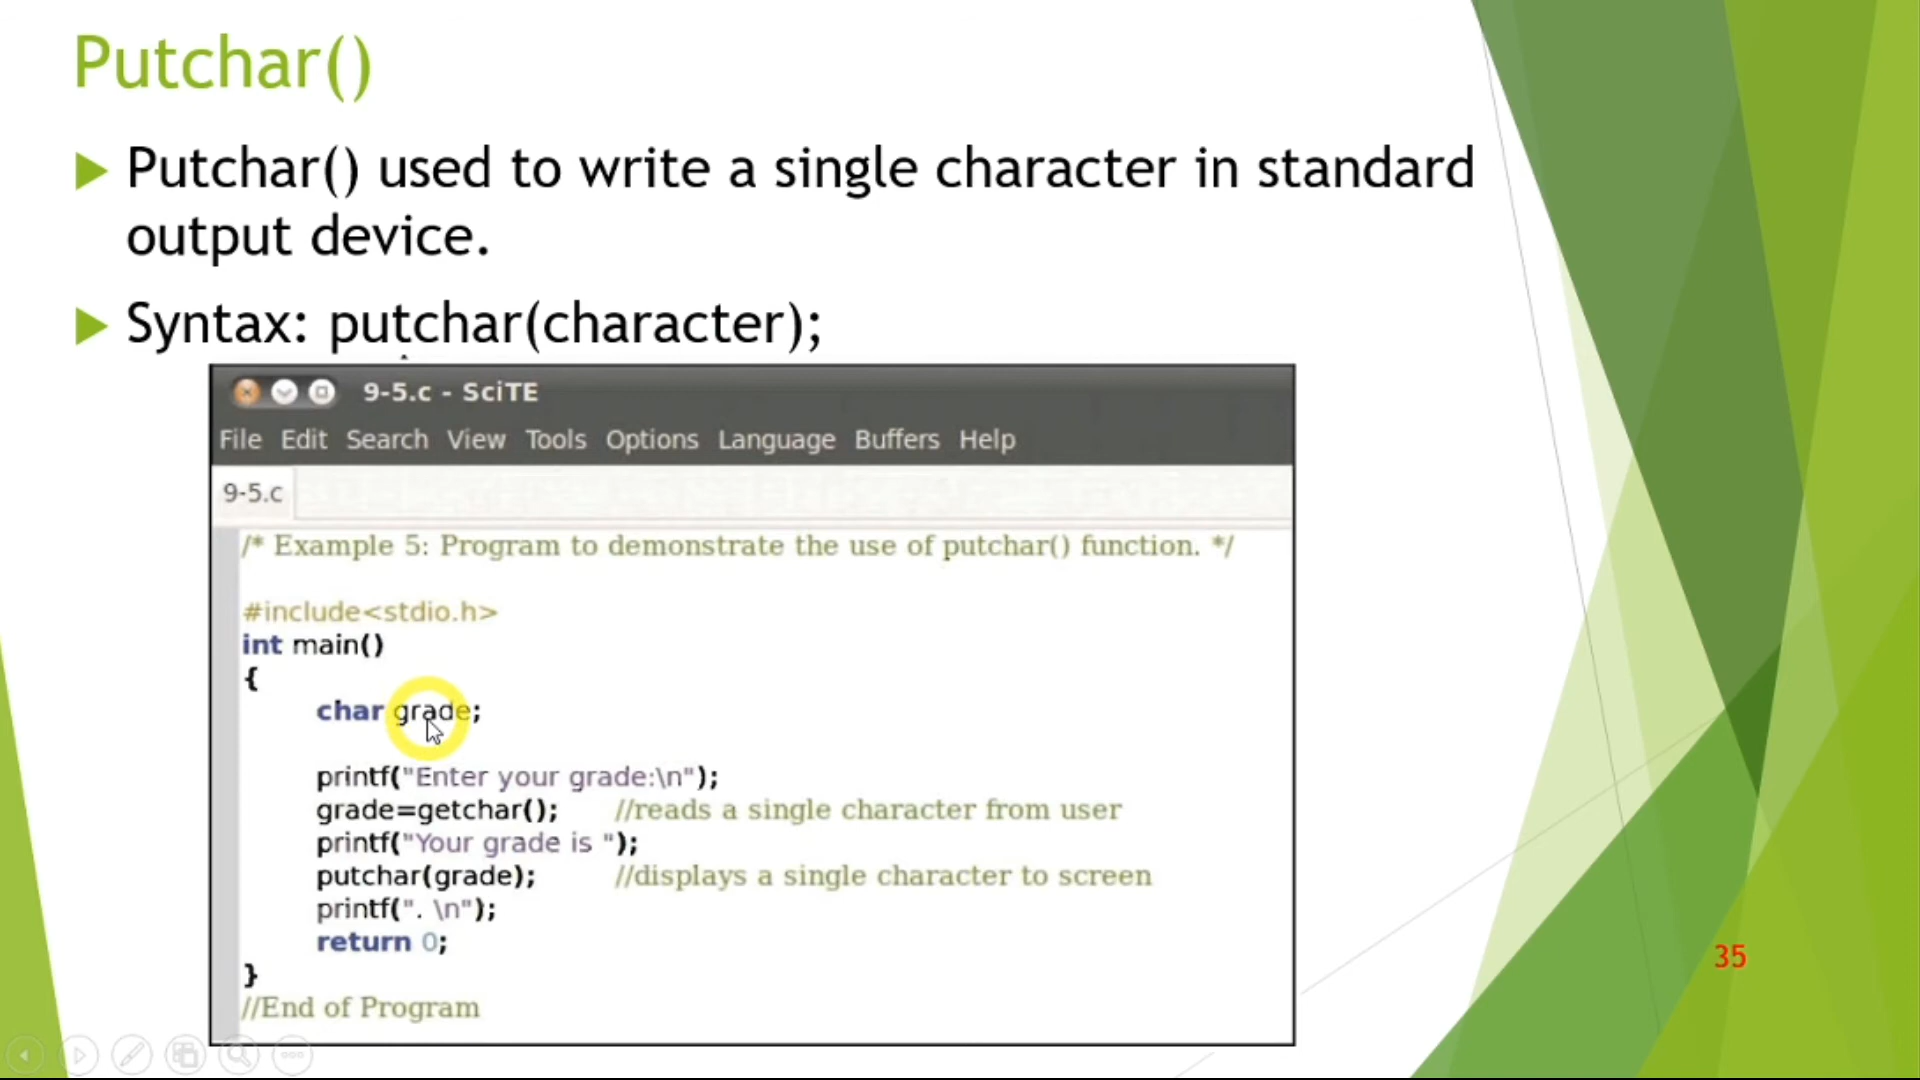 Putchar()
Putchar() used to write a single character in standard
output device.
Syntax: putchar(character);
9-5.c - SciTE
File Edit Search View Tools Options Language Buffers Help
9-5.c
/* Example 5: Program to demonstrate the use of putchar() function. */
#include<stdio.h>
int main()
{
char grade;
printf("Enter your grade:\n");
grade=getchar(); //reads a single character from user
printf("Your grade is ");
putchar(grade); //displays a single character to screen
printf(". \n");
return 0;
}
//End of Program
35